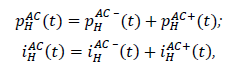 p_H^{AC}(t) = p_H^{AC-}(t) + p_H^{AC+}(t);
i_H^{AC}(t) = i_H^{AC-}(t) + i_H^{AC+}(t),